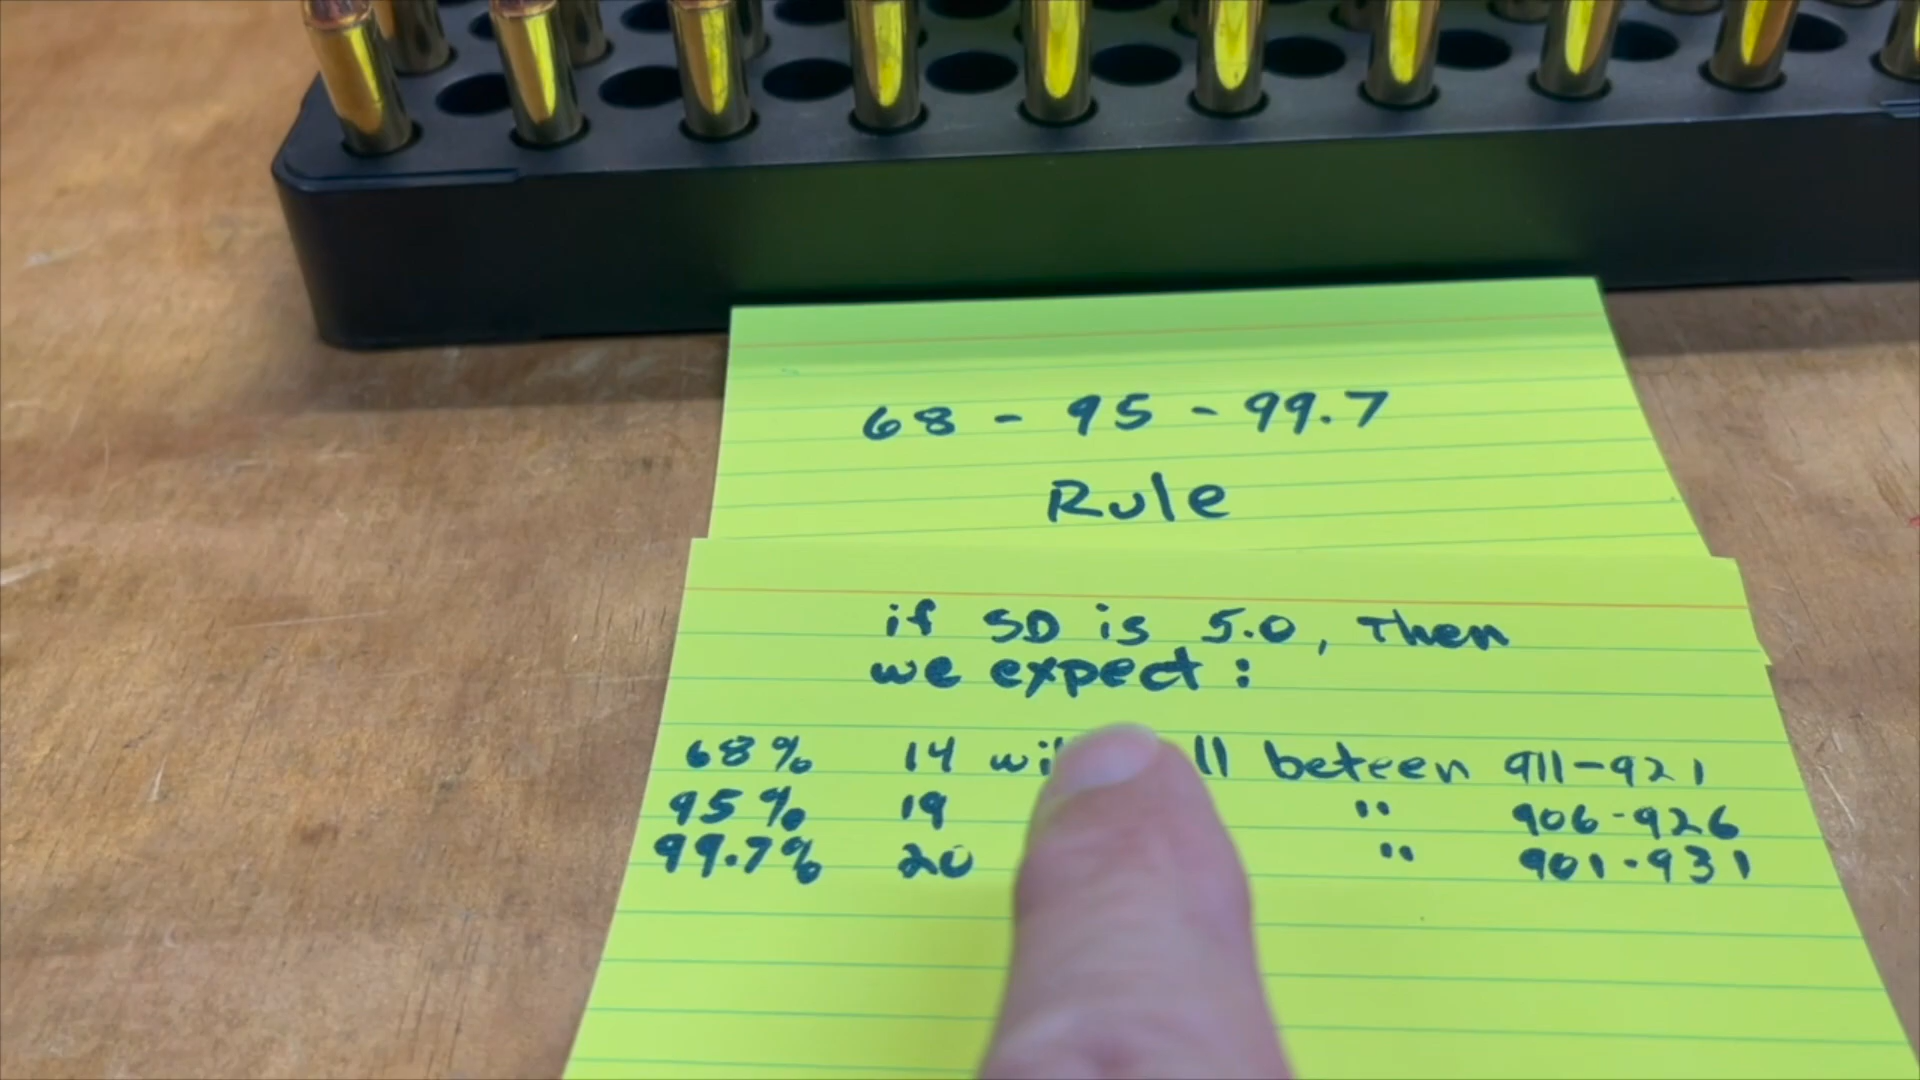 68 - 95 - 99.7
Rule
if SD is 5.0, Then
we expect:
68% 14 beteen 911-921
95% 19 " 906-926
99.7% 20 " 901-931